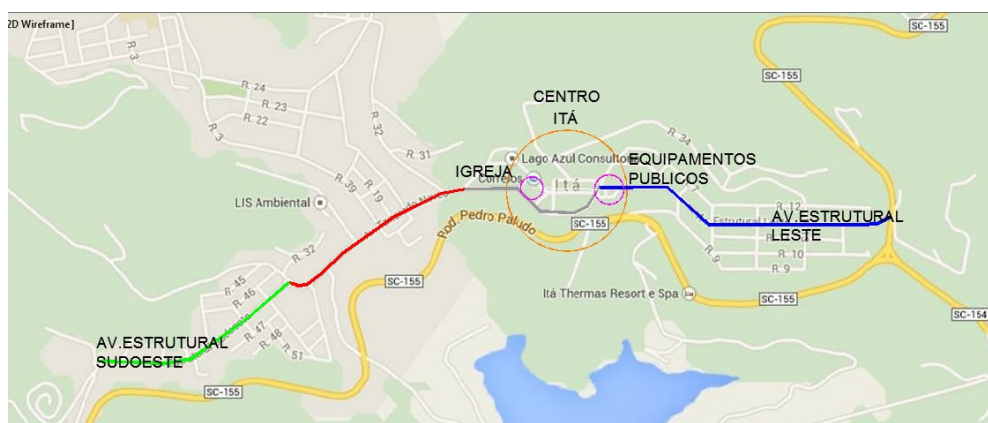 2D Wireframe]
R. 3
SC-155
SC-155
R. 24
R. 23
R. 22
R. 3
R. 32
R. 31
CENTRO
ITÁ
R. 34
Lago Azul Consultori
IGREJA
Correios
Itá
EQUIPAMENTOS
PUBLICOS
R. 39
R. 19
LIS Ambiental
R. 12
AV.ESTRUTURAL
LESTE
SC-155
Rod. Pedro Paludo
R. 10
R. 9
R. 9
R. 32
R. 45
R. 46
Itá Thermas Resort e Spa
SC-155
SC-154
R. 47
R. 48
R. 51
AV.ESTRUTURAL
SUDOESTE
SC-155